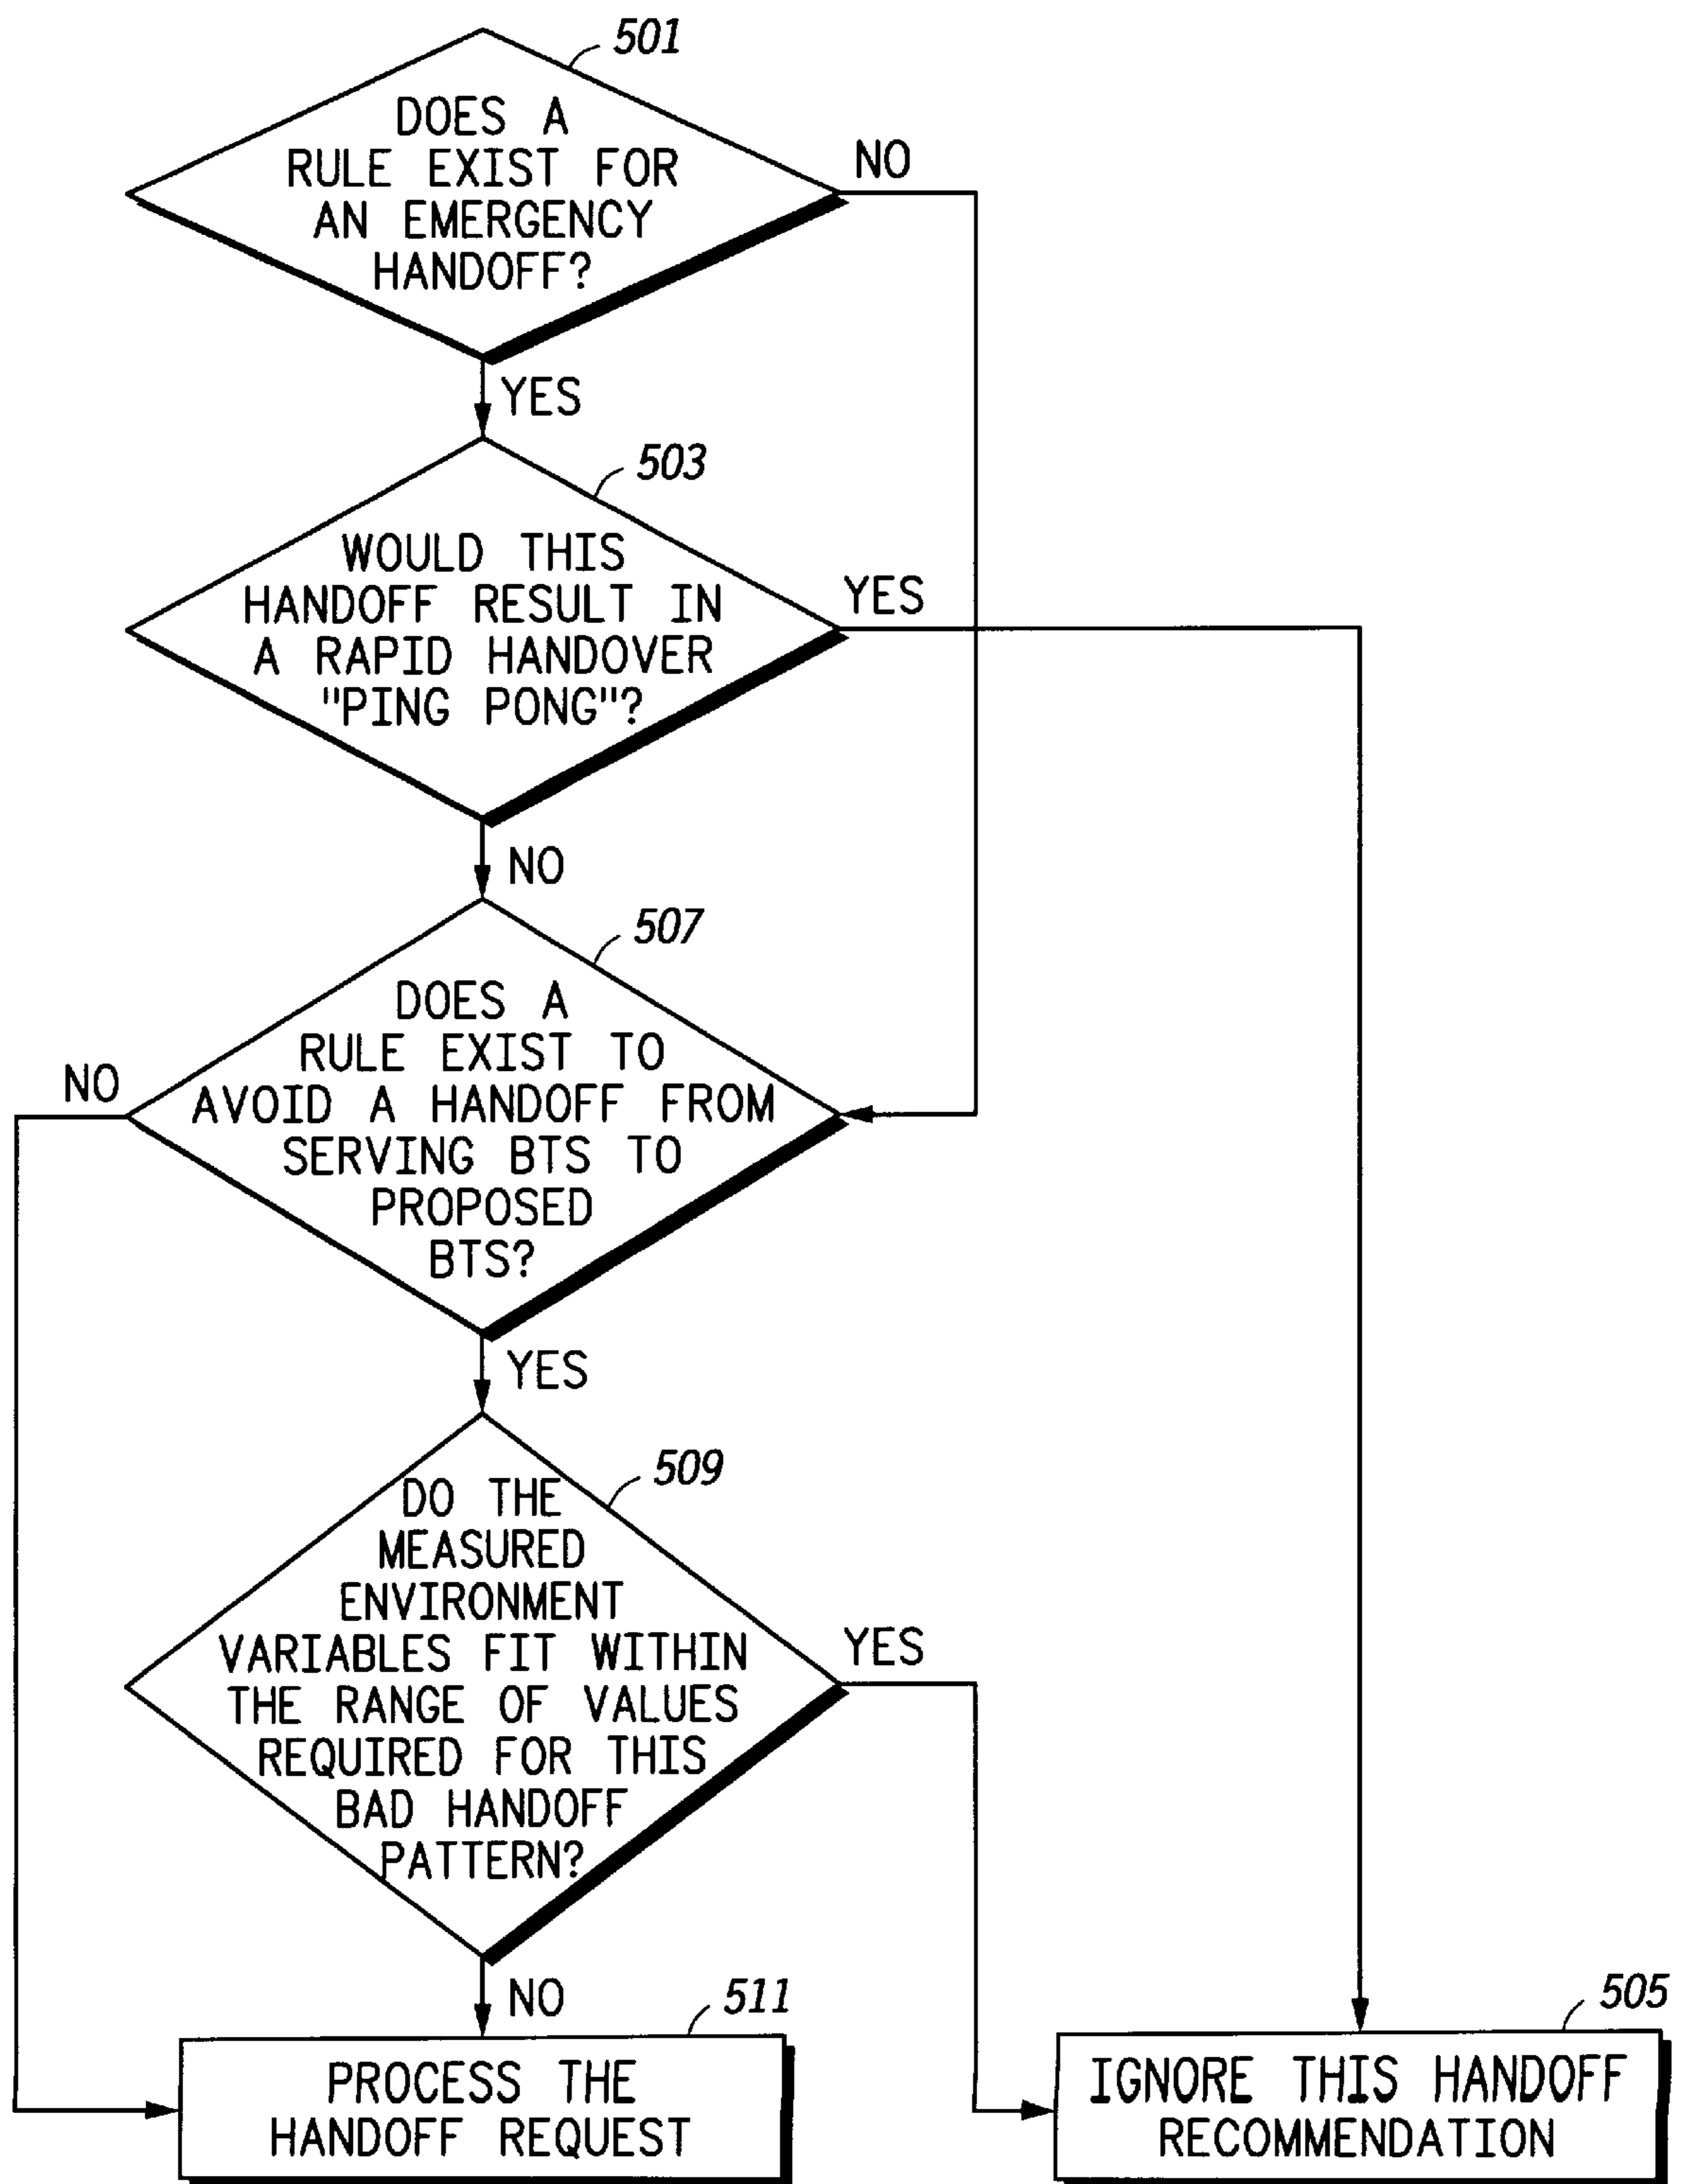 501
DOES A
RULE EXIST FOR
AN EMERGENCY
HANDOFF?
NO
YES
503
WOULD THIS
HANDOFF RESULT IN
A RAPID HANDOVER
"PING PONG"?
YES
NO
507
DOES A
RULE EXIST TO
AVOID A HANDOFF FROM
SERVING BTS TO
PROPOSED
BTS?
NO
YES
509
DO THE
MEASURED
ENVIRONMENT
VARIABLES FIT WITHIN
THE RANGE OF VALUES
REQUIRED FOR THIS
BAD HANDOFF
PATTERN?
YES
NO
511
PROCESS THE
HANDOFF REQUEST
505
IGNORE THIS HANDOFF
RECOMMENDATION